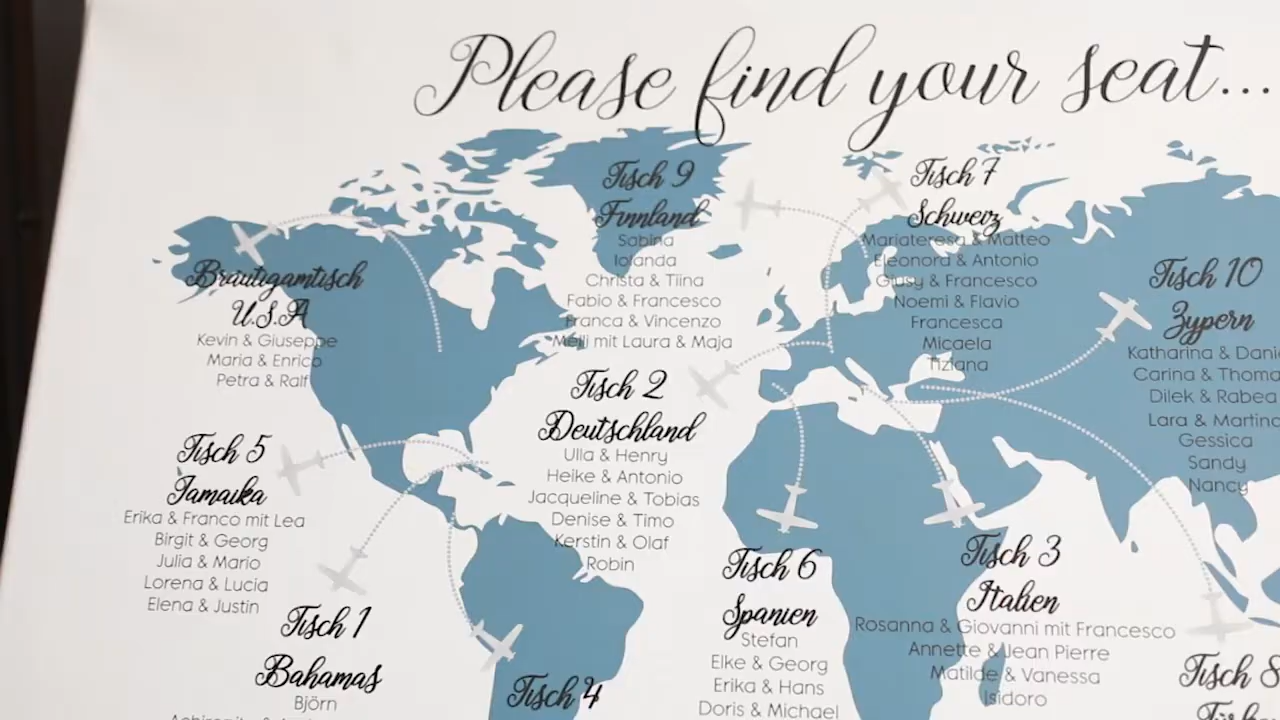 Please find your seat...
Tisch 9
Finnland
Sabina
Iolanda
Christa & Tiina
Fabio & Francesco
Franca & Vincenzo
Meiji mit Laura & Maja
Tisch 7
Schweiz
Mariateresa & Matteo
Eleonora & Antonio
Giusy & Francesco
Noemi & Flavio
Francesca
Micaela
Tiziana
Bräutigamtisch
U.S.A
Kevin & Giuseppe
Maria & Enrico
Petra & Ralf
Tisch 10
Zypern
Katharina &
Carina &
Dilek & Rabea
Lara & Martina
Gessica
Sandy
Nancy
Tisch 2
Deutschland
Ulla & Henry
Heike & Antonio
Jacqueline & Tobias
Denise & Timo
Kerstin & Olaf
Robin
Tisch 5
Jamaika
Erika & Franco mit Lea
Birgit & Georg
Julia & Mario
Lorena & Lucia
Elena & Justin
Tisch 6
Spanien
Stefan
Elke & Georg
Erika & Hans
Doris & Michael
Tisch 3
Italien
Rosanna & Giovanni mit Francesco
Annette & Jean Pierre
Matilde & Vanessa
Isidoro
Tisch 1
Bahamas
Björn
Tisch 4
Tisch 8